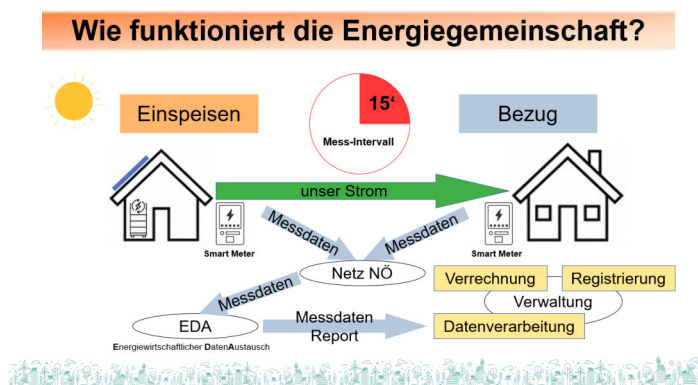 Wie funktioniert die Energiegemeinschaft?
Einspeisen
15‘
Mess-Intervall
Bezug
unser Strom
Smart Meter
Messdaten
Messdaten
Smart Meter
Netz NÖ
Messdaten
EDA
Energiewirtschaftlicher DatenAustausch
Messdaten
Report
Verrechnung
Registrierung
Verwaltung
Datenverarbeitung